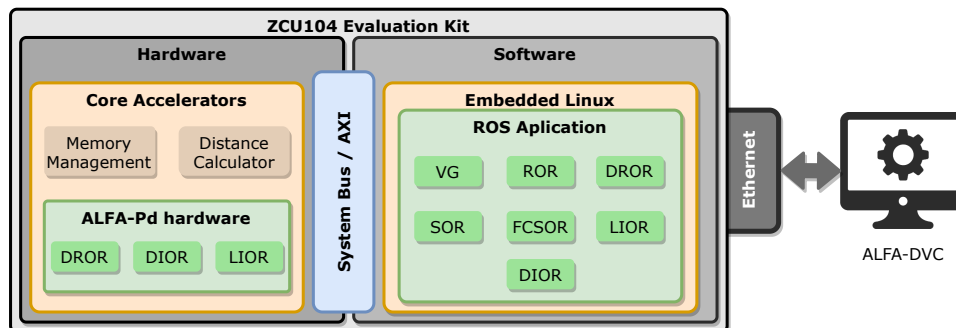 ZCU104 Evaluation Kit
Hardware
Core Accelerators
Memory
Management
Distance
Calculator
ALFA-Pd hardware
DROR
DIOR
LIOR
System Bus / AXI
Software
Embedded Linux
ROS Aplication
VG
ROR
DROR
SOR
FCSOR
LIOR
DIOR
Ethernet
ALFA-DVC